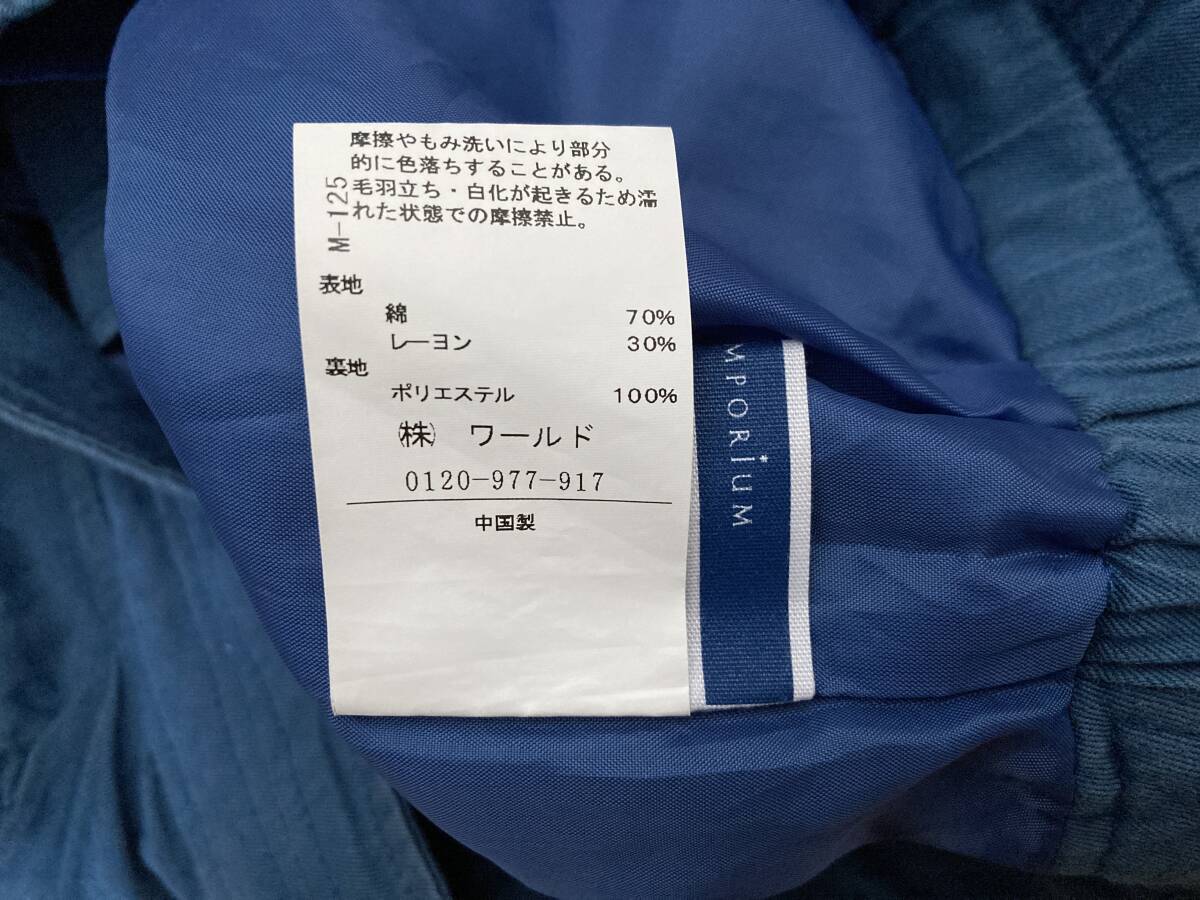 摩擦やもみ洗いにより部分
的に色落ちすることがある。
毛羽立ち・白化が起きるため濡
れた状態での摩擦禁止。
M-125
表地
綿 70%
レーヨン 30%
裏地
ポリエステル 100%
㈱ ワールド
0120-977-917
中国製
MPORiUM